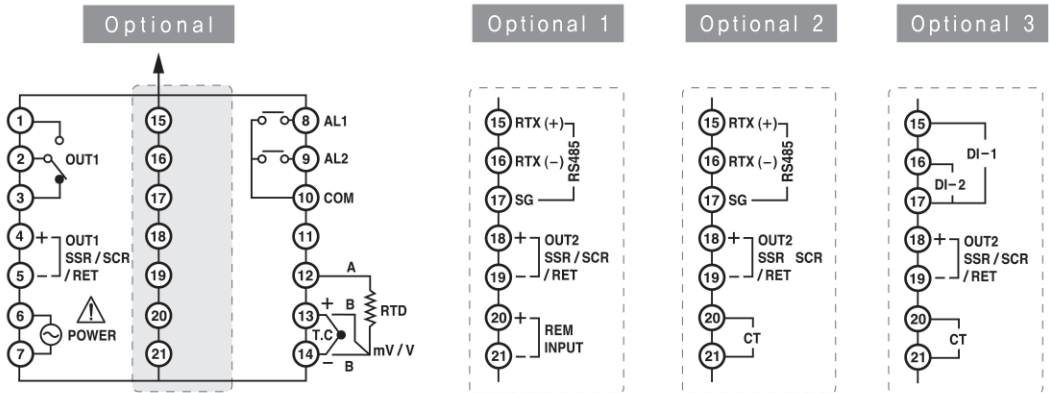 Optional
Optional 1
Optional 2
Optional 3
1
2
3
4
5
6
7
OUT1
+ OUT1
SSR / SCR
− / RET
POWER
15
16
17
18
19
20
21
8 AL1
9 AL2
10 COM
11
12 A
13 + B
14 − B
T.C
RTD
mV / V
15 RTX (+)
16 RTX (−)
17 SG
RS485
18 + OUT2
SSR / SCR
19 − / RET
20 + REM
21 − INPUT
15 RTX (+)
16 RTX (−)
17 SG
RS485
18 + OUT2
SSR SCR
19 − / RET
20
21
CT
15
16
17
DI−1
DI−2
18 + OUT2
SSR / SCR
19 − / RET
20
21
CT